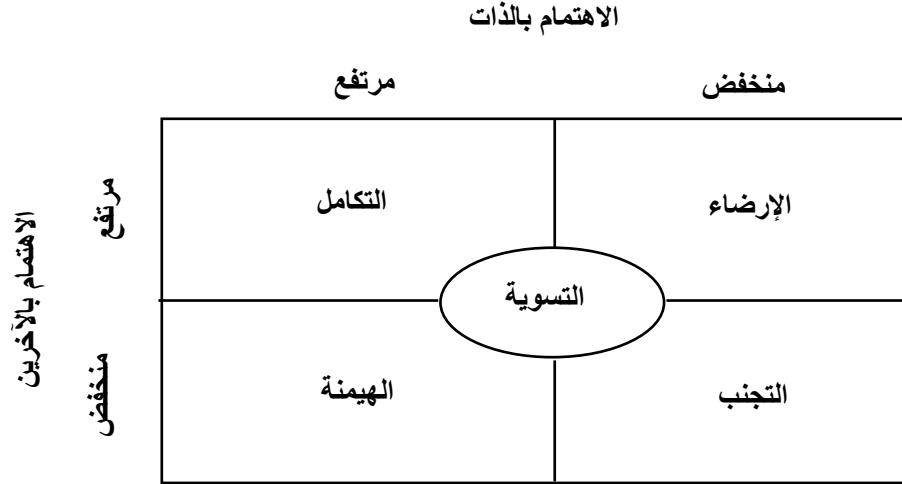 الاهتمام بالذات
منخفض
مرتفع
الاهتمام بالآخرين
مرتفع
الإرضاء
التكامل
التسوية
منخفض
التجنب
الهيمنة